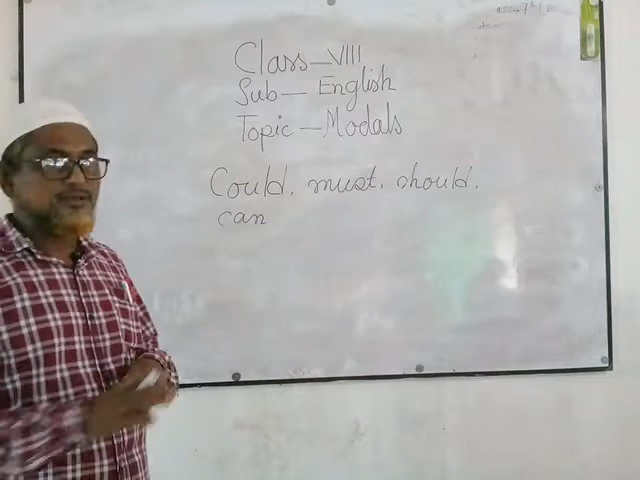 Class—VIII
Sub— English
Topic—Modals
Could, must, should,
can